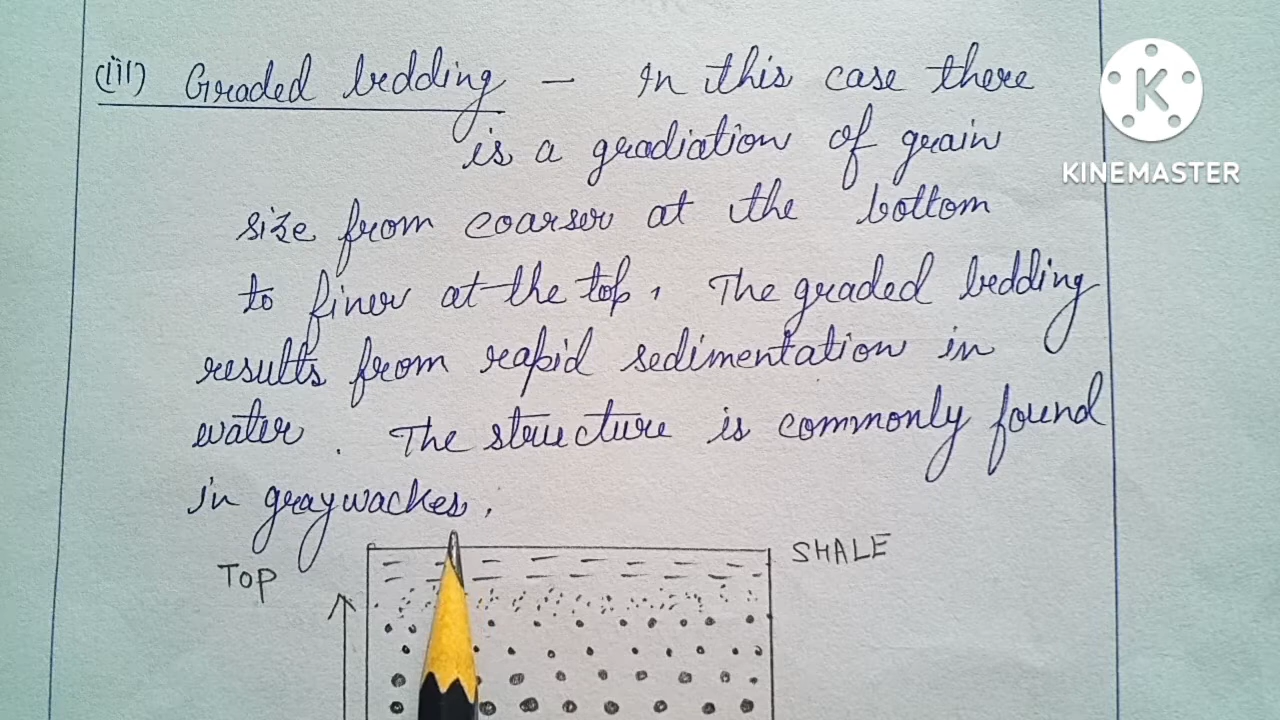 (iii) Graded bedding – In this case there
is a gradiation of grain
size from coarser at the bottom
to finer at the top. The graded bedding
results from rapid sedimentation in
water. The structure is commonly found
in graywackes.
TOP
SHALE
K
KINEMASTER